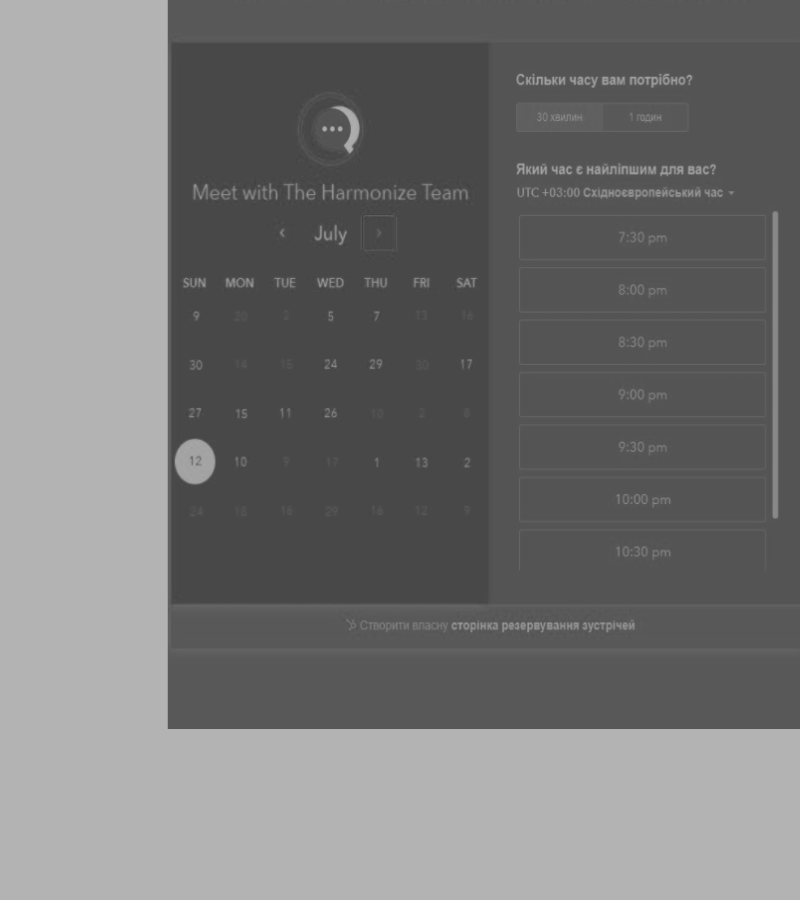 Meet with The Harmonize Team
‹ July ›
SUN MON TUE WED THU FRI SAT
9 20 2 5 7 13 16
30 14 15 24 29 30 17
27 15 11 26 10 2 8
12 10 9 17 1 13 2
24 18 16 29 16 12 9
Скільки часу вам потрібно?
30 хвилин 1 годин
Який час є найліпшим для вас?
UTC +03:00 Східноєвропейський час
7:30 pm
8:00 pm
8:30 pm
9:00 pm
9:30 pm
10:00 pm
10:30 pm
Створити власну сторінка резервування зустрічей